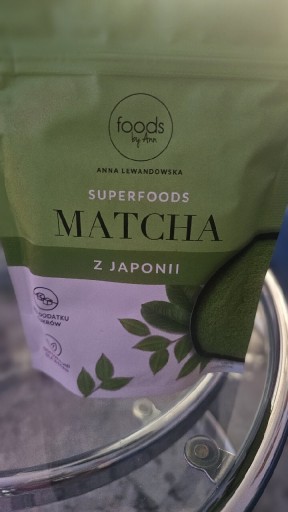 foods
by Ann
ANNA LEWANDOWSKA
SUPERFOODS
MATCHA
Z JAPONII